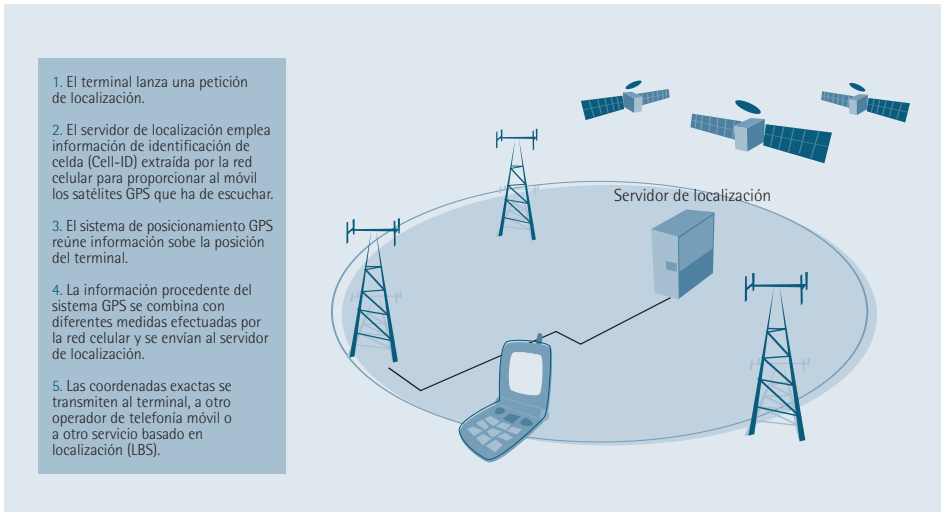 1. El terminal lanza una petición
de localización.
2. El servidor de localización emplea
información de identificación de
celda (Cell-ID) extraída por la red
celular para proporcionar al móvil
los satélites GPS que ha de escuchar.
3. El sistema de posicionamiento GPS
reúne información sobe la posición
del terminal.
4. La información procedente del
sistema GPS se combina con
diferentes medidas efectuadas por
la red celular y se envían al servidor
de localización.
5. Las coordenadas exactas se
transmiten al terminal, a otro
operador de telefonía móvil o
a otro servicio basado en
localización (LBS).
Servidor de localización